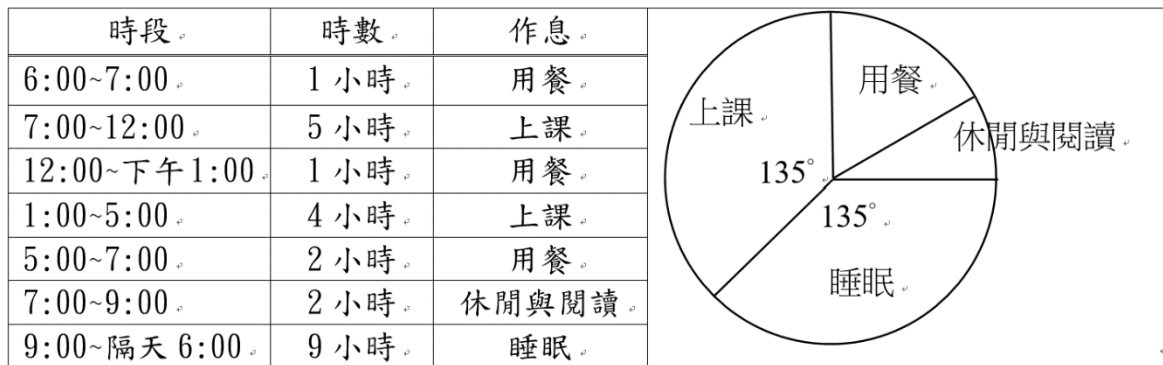 時段 時數 作息
6:00~7:00 1 小時 用餐
7:00~12:00 5 小時 上課
12:00~下午1:00 1 小時 用餐
1:00~5:00 4 小時 上課
5:00~7:00 2 小時 用餐
7:00~9:00 2 小時 休閒與閱讀
9:00~隔天 6:00 9 小時 睡眠
用餐
上課
休閒與閱讀
135°
135°
睡眠